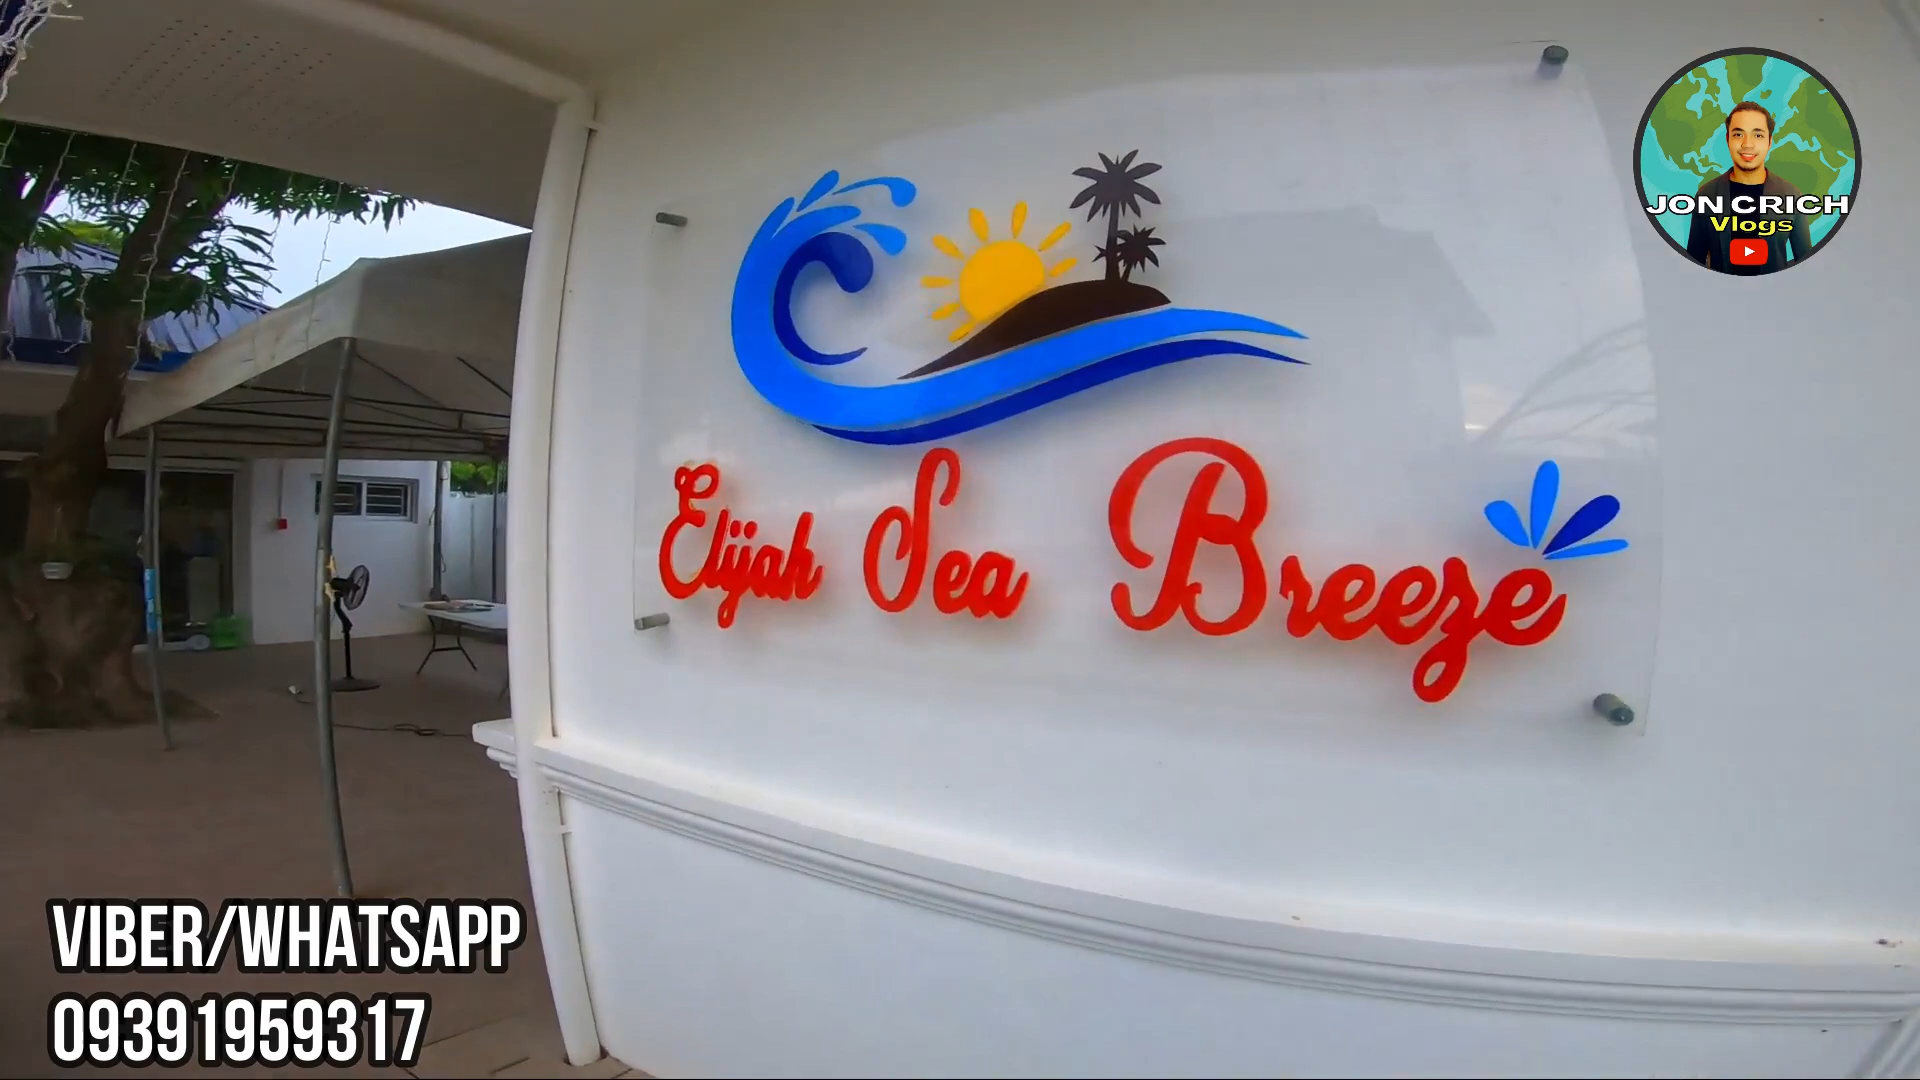 JON CRICH
Vlogs
Elijah Sea Breeze
VIBER/WHATSAPP
09391959317